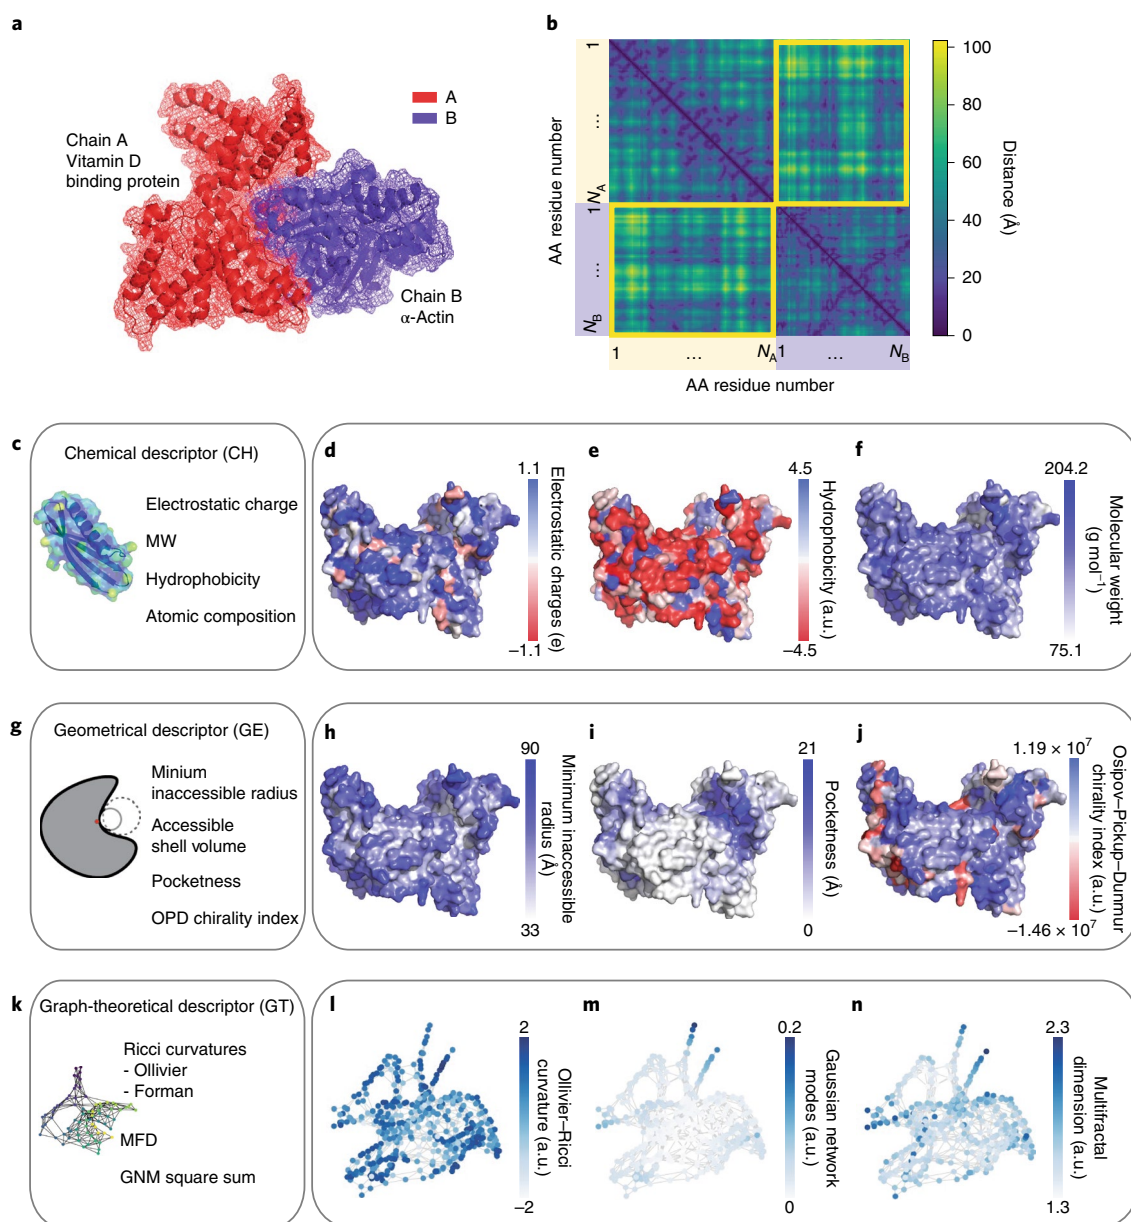 a
A
B
Chain A
Vitamin D
binding protein
Chain B
α-Actin
b
AA residue number
1
...
N_A
1
...
N_B
1
...
N_A
1
...
N_B
AA residue number
100
80
60
40
20
0
Distance (Å)
c
Chemical descriptor (CH)
Electrostatic charge
MW
Hydrophobicity
Atomic composition
d
1.1
Electrostatic charges (e)
–1.1
e
4.5
Hydrophobicity (a.u.)
–4.5
f
204.2
Molecular weight
(g mol⁻¹)
75.1
g
Geometrical descriptor (GE)
Minium
inaccessible radius
Accessible
shell volume
Pocketness
OPD chirality index
h
90
Minimum inaccessible
radius (Å)
33
i
21
Pocketness (Å)
0
j
1.19 × 10⁷
Osipov–Pickup–Dunmur
chirality index (a.u.)
–1.46 × 10⁷
k
Graph-theoretical descriptor (GT)
Ricci curvatures
- Ollivier
- Forman
MFD
GNM square sum
l
2
Ollivier–Ricci
curvature (a.u.)
–2
m
0.2
Gaussian network
modes (a.u.)
0
n
2.3
Multifractal
dimension (a.u.)
1.3